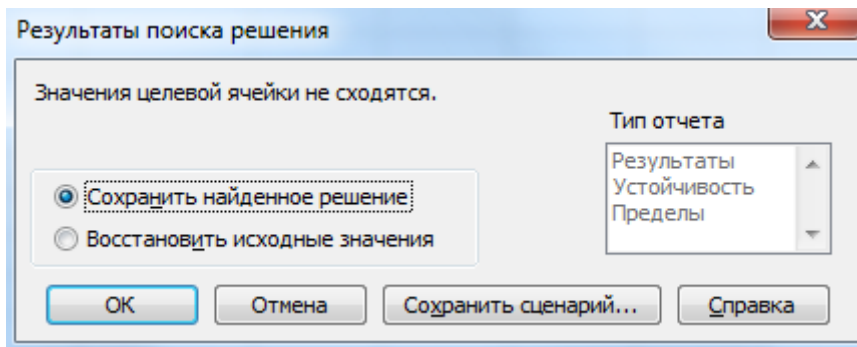 Результаты поиска решения
Значения целевой ячейки не сходятся.
Тип отчета
Результаты
Устойчивость
Пределы
Сохранить найденное решение
Восстановить исходные значения
ОК
Отмена
Сохранить сценарий...
Справка